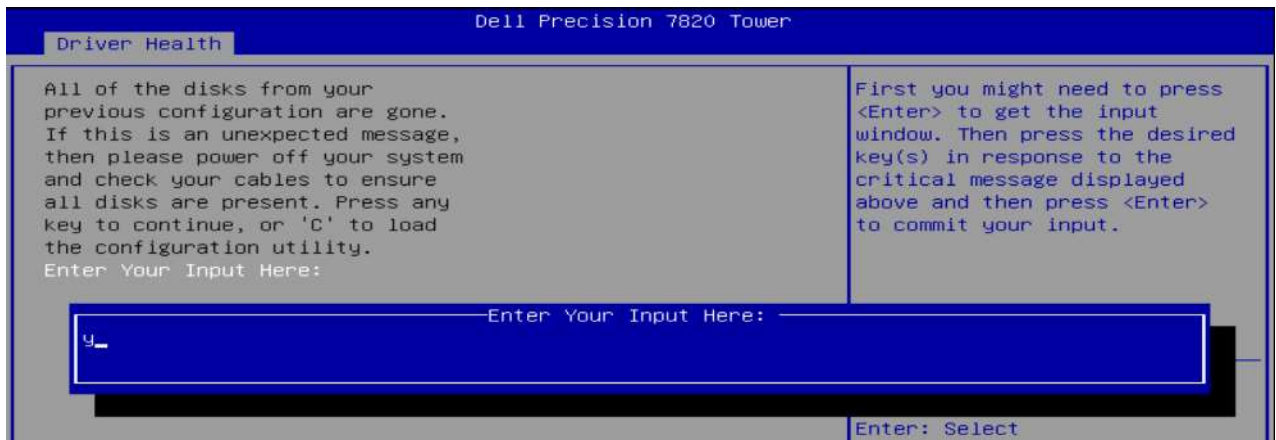 Dell Precision 7820 Tower
Driver Health
All of the disks from your
previous configuration are gone.
If this is an unexpected message,
then please power off your system
and check your cables to ensure
all disks are present. Press any
key to continue, or 'C' to load
the configuration utility.
Enter Your Input Here:
First you might need to press
<Enter> to get the input
window. Then press the desired
key(s) in response to the
critical message displayed
above and then press <Enter>
to commit your input.
Enter Your Input Here:
y_
Enter: Select